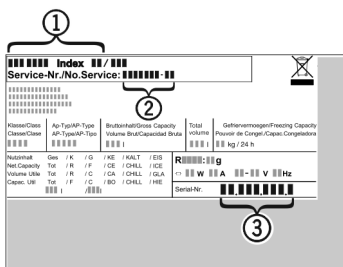 1
Index /
Service-Nr./No.Service: -
2
Klasse/Class Ap-Typ/AP-Type Bruttoinhalt/Gross Capacity Total Gefriervermoegen/Freezing Capacity
Classe/Clase AP-Type/AP-Tipo Volume Brut/Capacidad Bruta volume Pouvoir de Congel./Capac.Congeladora
l l kg / 24 h
Nutzinhalt Ges / K / G / KE / KALT / EIS
Net.Capacity Tot / R / F / CE / CHILL / ICE
Volume Utile Tot / R / C / CA / CHILL / GLA
Capac. Util Tot / F / C / BO / CHILL / HIE
l / l
R : g
W A - V Hz
Serial-Nr. . . .
3